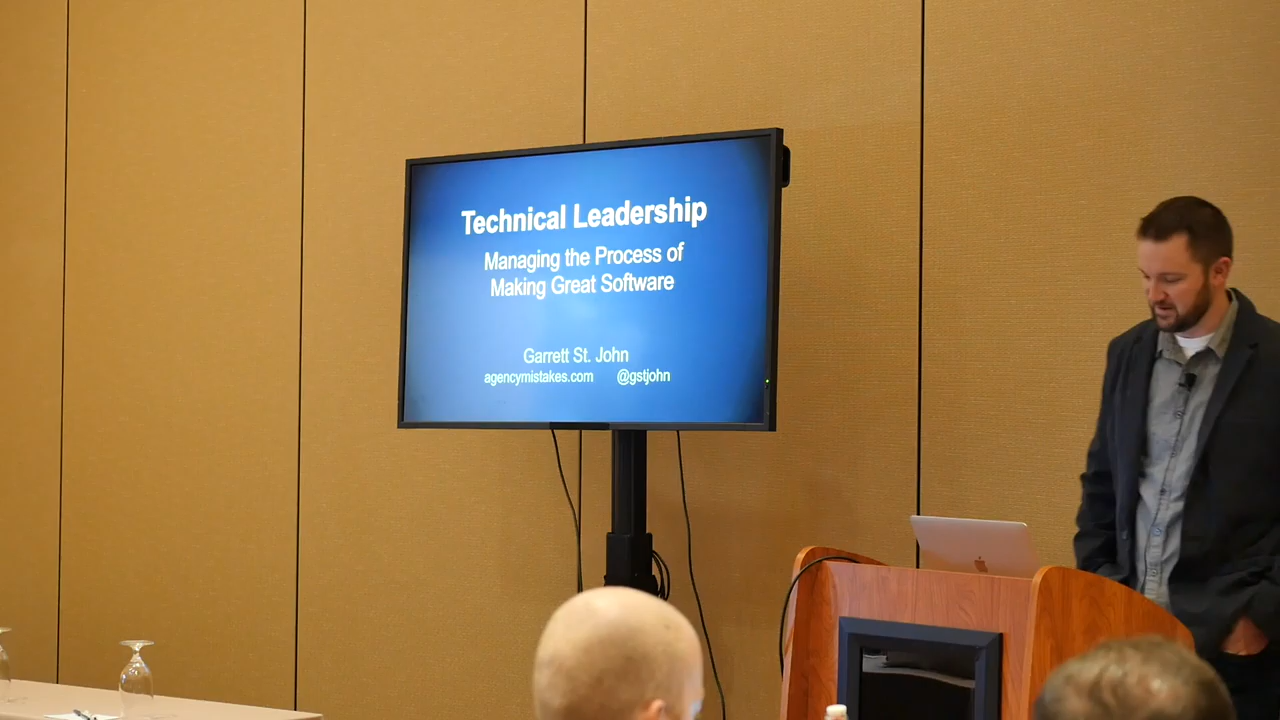 Technical Leadership
Managing the Process of
Making Great Software
Garrett St. John
agencymistakes.com @gstjohn